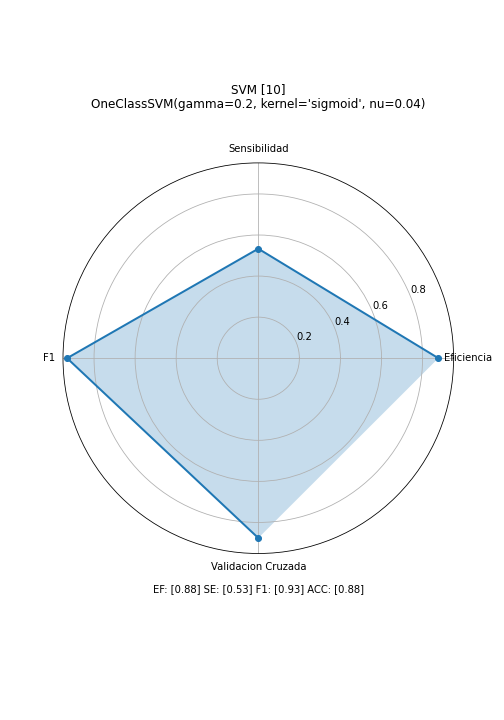 SVM [10]
OneClassSVM(gamma=0.2, kernel='sigmoid', nu=0.04)
Sensibilidad
0.8
0.6
0.4
0.2
F1
Eficiencia
Validacion Cruzada
EF: [0.88] SE: [0.53] F1: [0.93] ACC: [0.88]